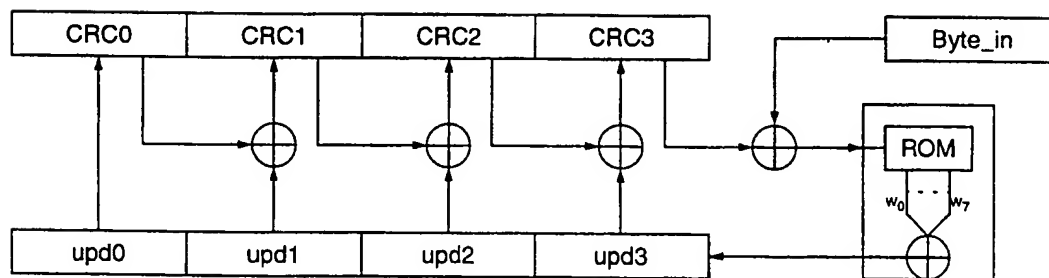 CRC0 CRC1 CRC2 CRC3 Byte_in
ROM
w0 w7
upd0 upd1 upd2 upd3